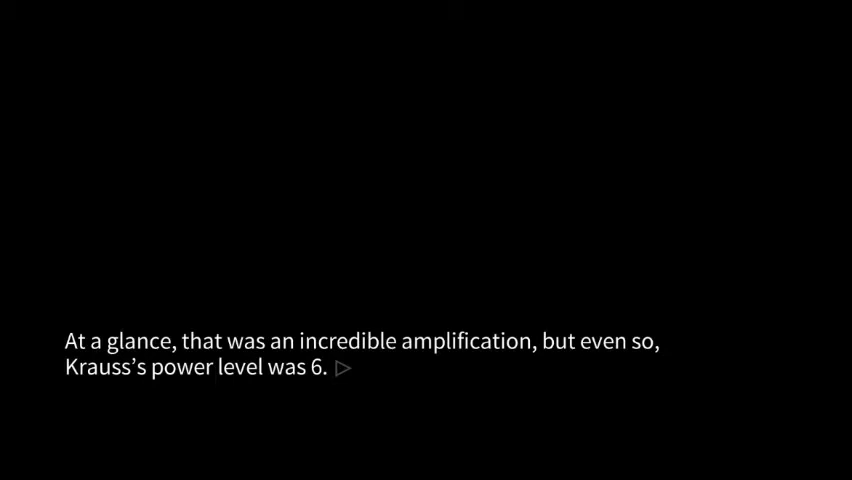 At a glance, that was an incredible amplification, but even so,
Krauss’s power level was 6. ▷